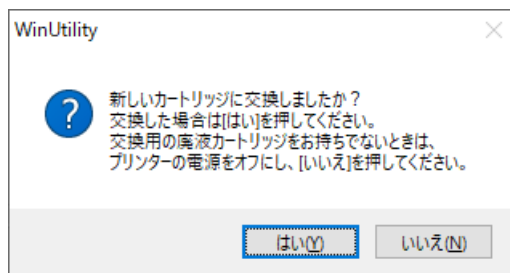 WinUtility
新しいカートリッジに交換しましたか？
交換した場合は[はい]を押してください。
交換用の廃液カートリッジをお持ちでないときは、
プリンターの電源をオフにし、[いいえ]を押してください。
はい(Y)
いいえ(N)